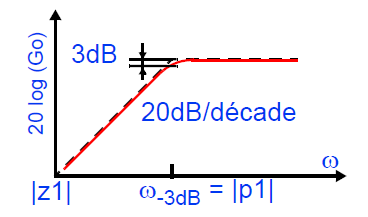 3dB
20 log (Go)
20dB/décade
ω
|z1|
ω-3dB = |p1|